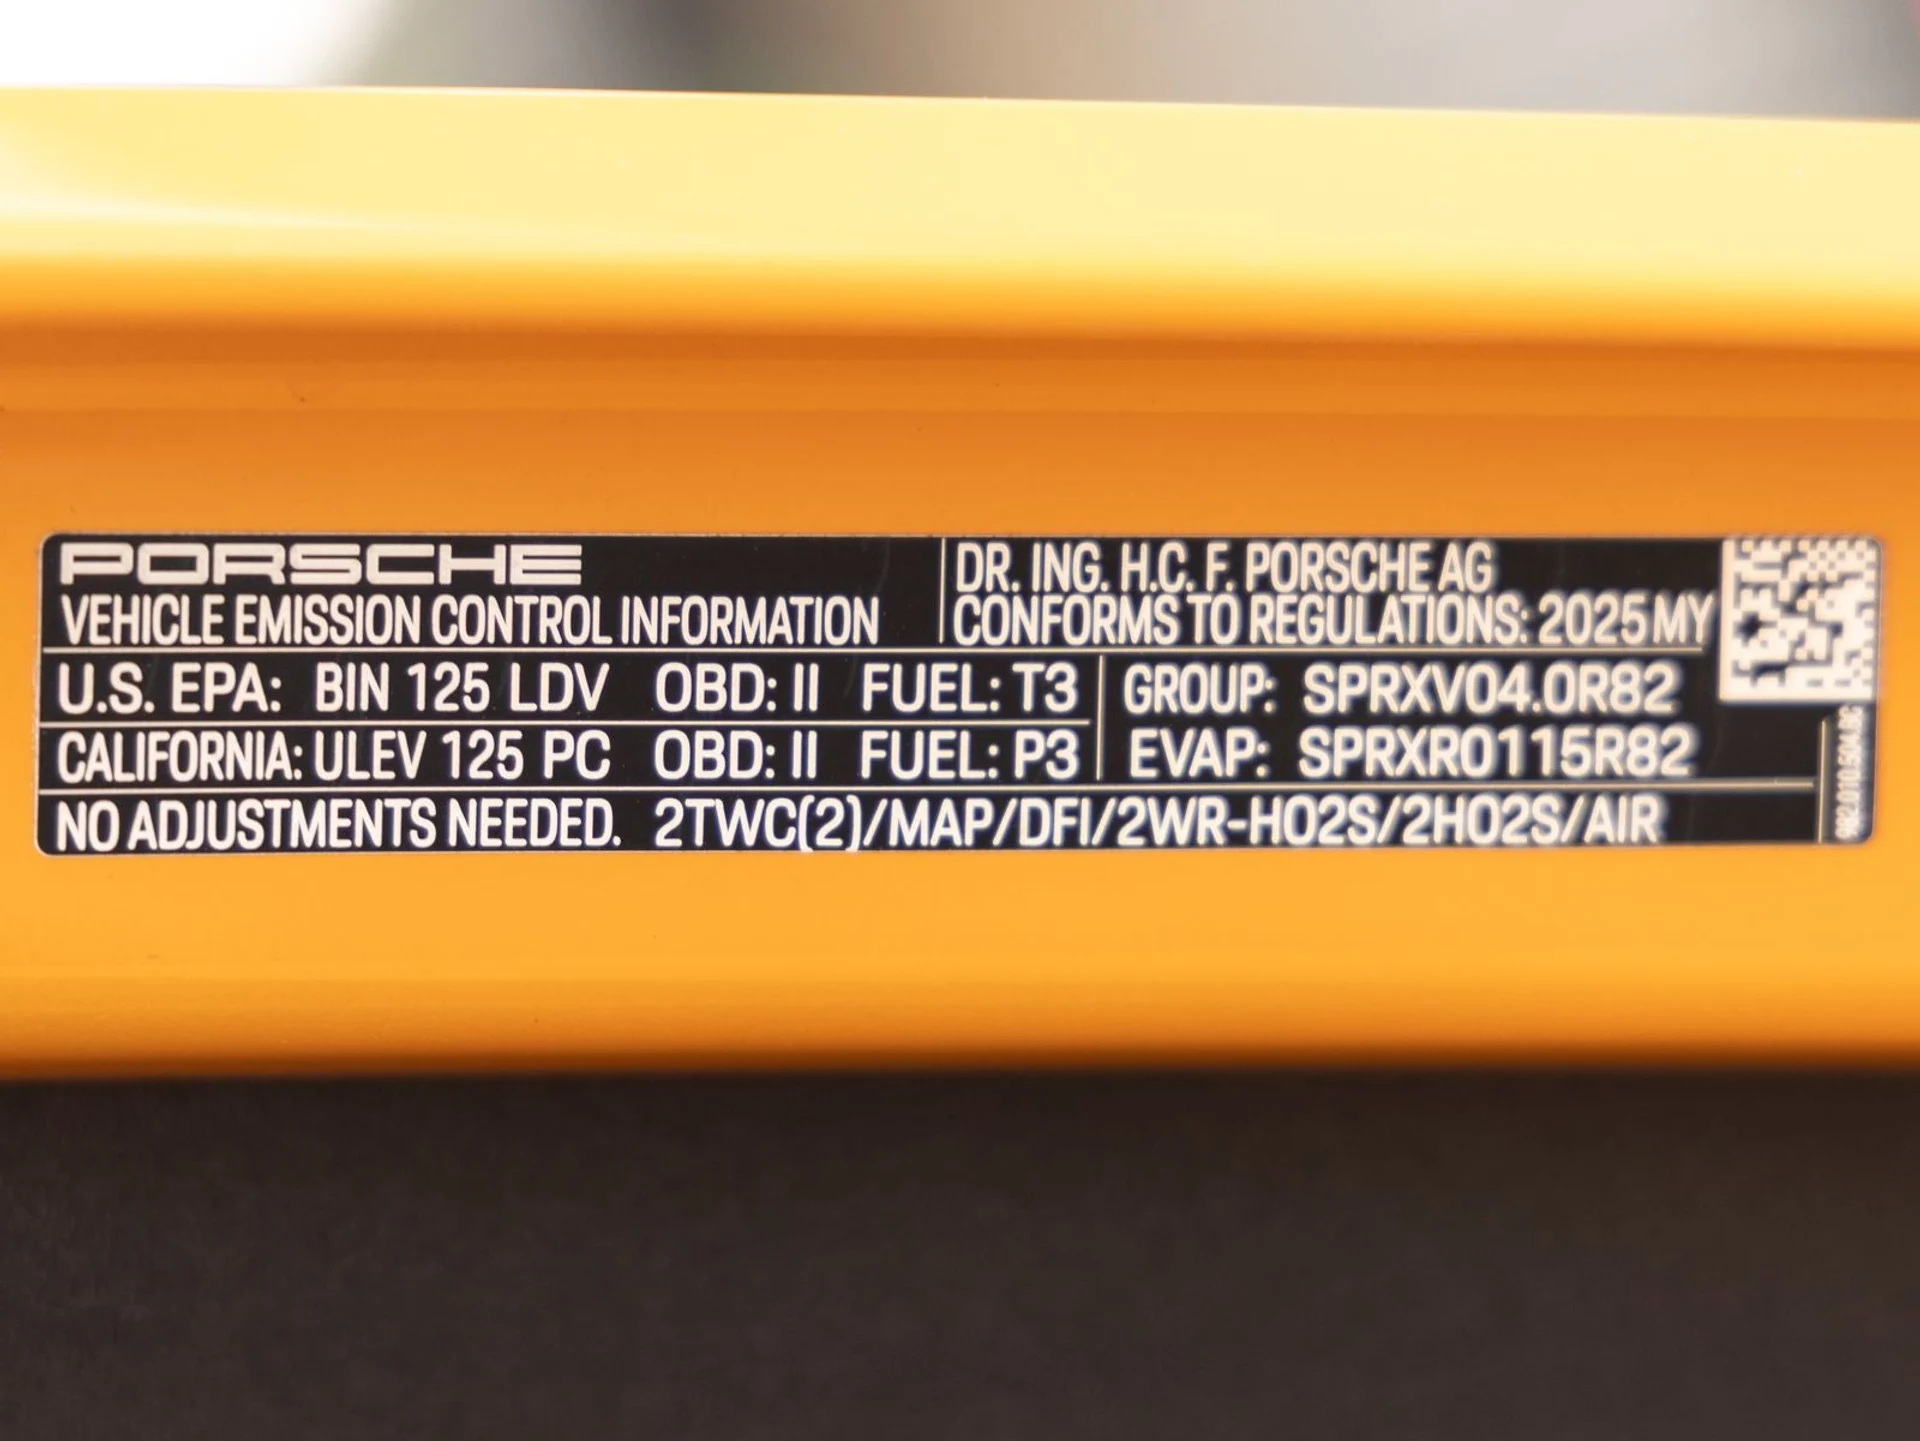 PORSCHE
VEHICLE EMISSION CONTROL INFORMATION
DR. ING. H.C. F. PORSCHE AG
CONFORMS TO REGULATIONS: 2025 MY
U.S. EPA: BIN 125 LDV OBD: II FUEL: T3
CALIFORNIA: ULEV 125 PC OBD: II FUEL: P3
GROUP: SPRXV04.0R82
EVAP: SPRXR0115R82
NO ADJUSTMENTS NEEDED. 2TWC(2)/MAP/DFI/2WR-HO2S/2HO2S/AIR